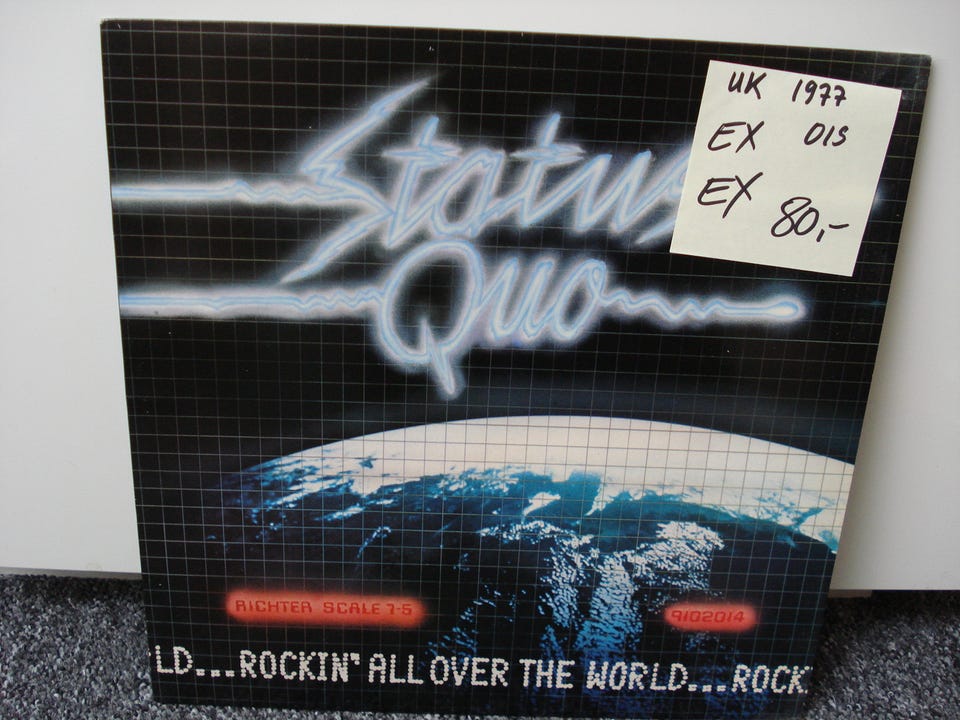 Status
Quo
UK 1977
EX OIS
EX 80,-
RICHTER SCALE 7-5
9102014
LD...ROCKIN' ALL OVER THE WORLD...ROCK